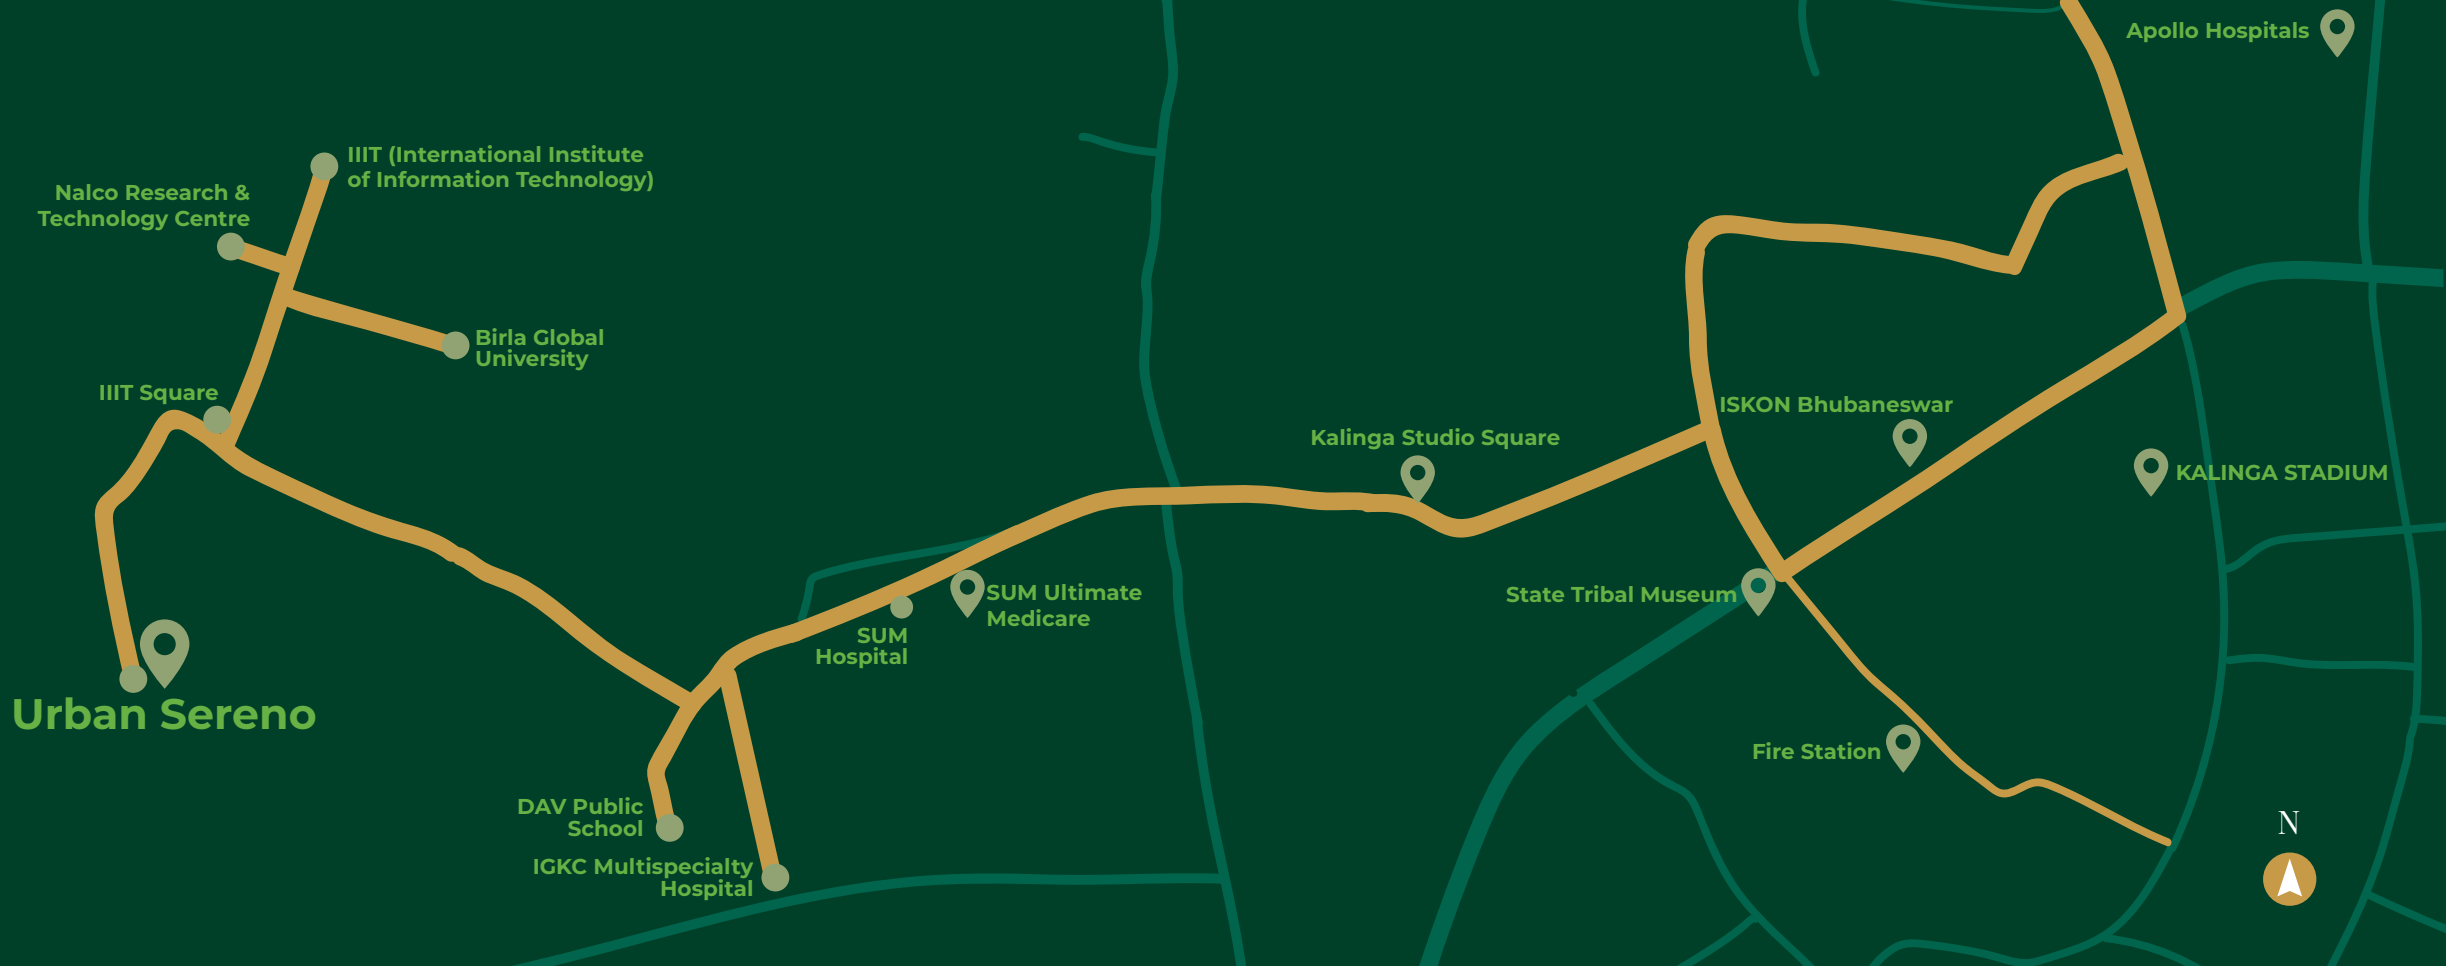 Apollo Hospitals
IIIT (International Institute
of Information Technology)
Nalco Research &
Technology Centre
Birla Global
University
IIIT Square
ISKON Bhubaneswar
Kalinga Studio Square
KALINGA STADIUM
SUM Ultimate
Medicare
State Tribal Museum
SUM
Hospital
Urban Sereno
Fire Station
DAV Public
School
N
IGKC Multispecialty
Hospital